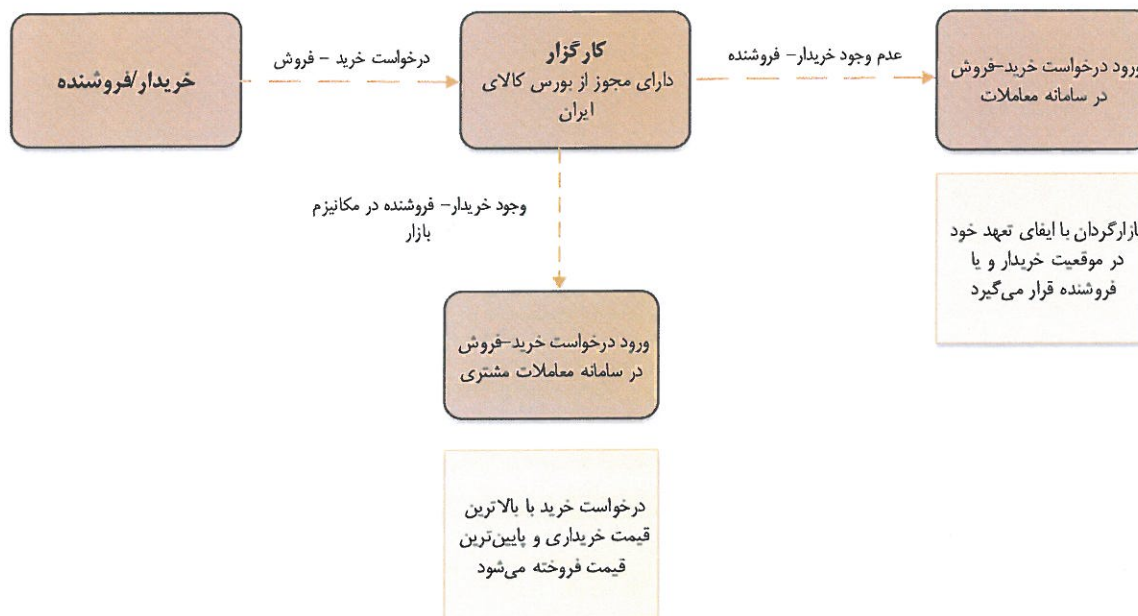 خریدار/فروشنده
درخواست خرید – فروش
کارگزار
دارای مجوز از بورس کالای
ایران
عدم وجود خریدار– فروشنده
ورود درخواست خرید–فروش
در سامانه معاملات
بازارگردان با ایفای تعهد خود
در موقعیت خریدار و یا
فروشنده قرار می‌گیرد
وجود خریدار– فروشنده در مکانیزم
بازار
ورود درخواست خرید–فروش
در سامانه معاملات مشتری
درخواست خرید با بالاترین
قیمت خریداری و پایین‌ترین
قیمت فروخته می‌شود